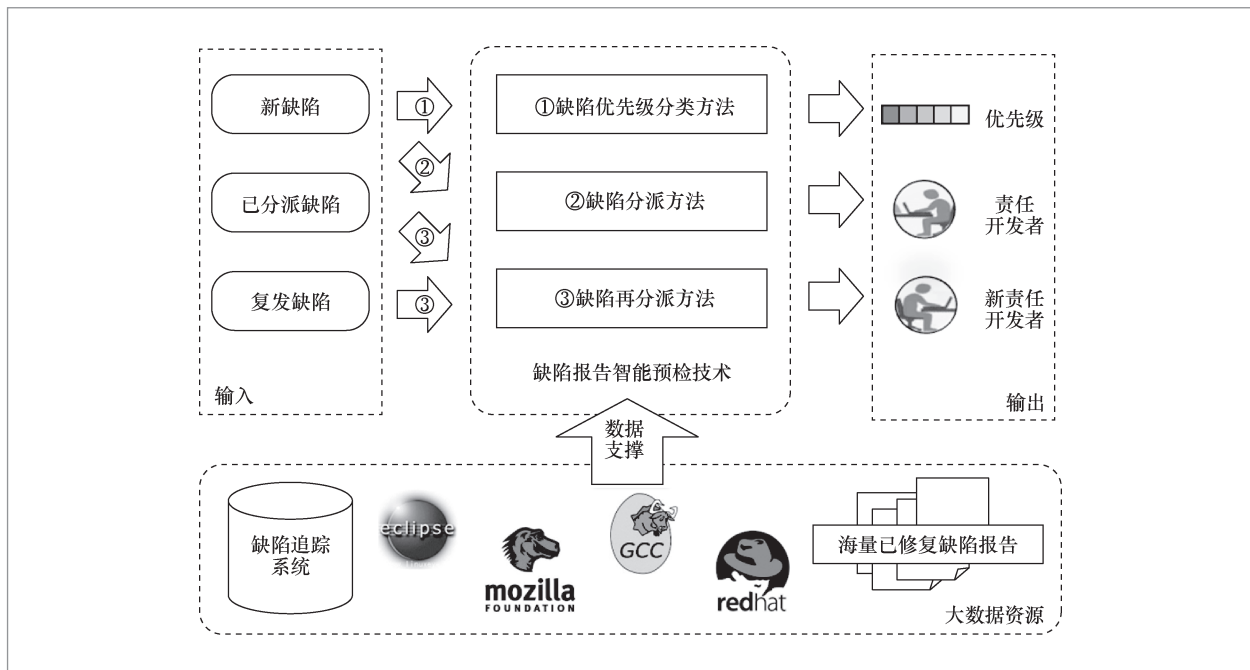 新缺陷
①
①缺陷优先级分类方法
优先级
②
已分派缺陷
②缺陷分派方法
责任
开发者
③
复发缺陷
③
③缺陷再分派方法
新责任
开发者
缺陷报告智能预检技术
输入
输出
数据
支撑
缺陷追踪
系统
eclipse
mozilla
FOUNDATION
GCC
redhat
海量已修复缺陷报告
大数据资源